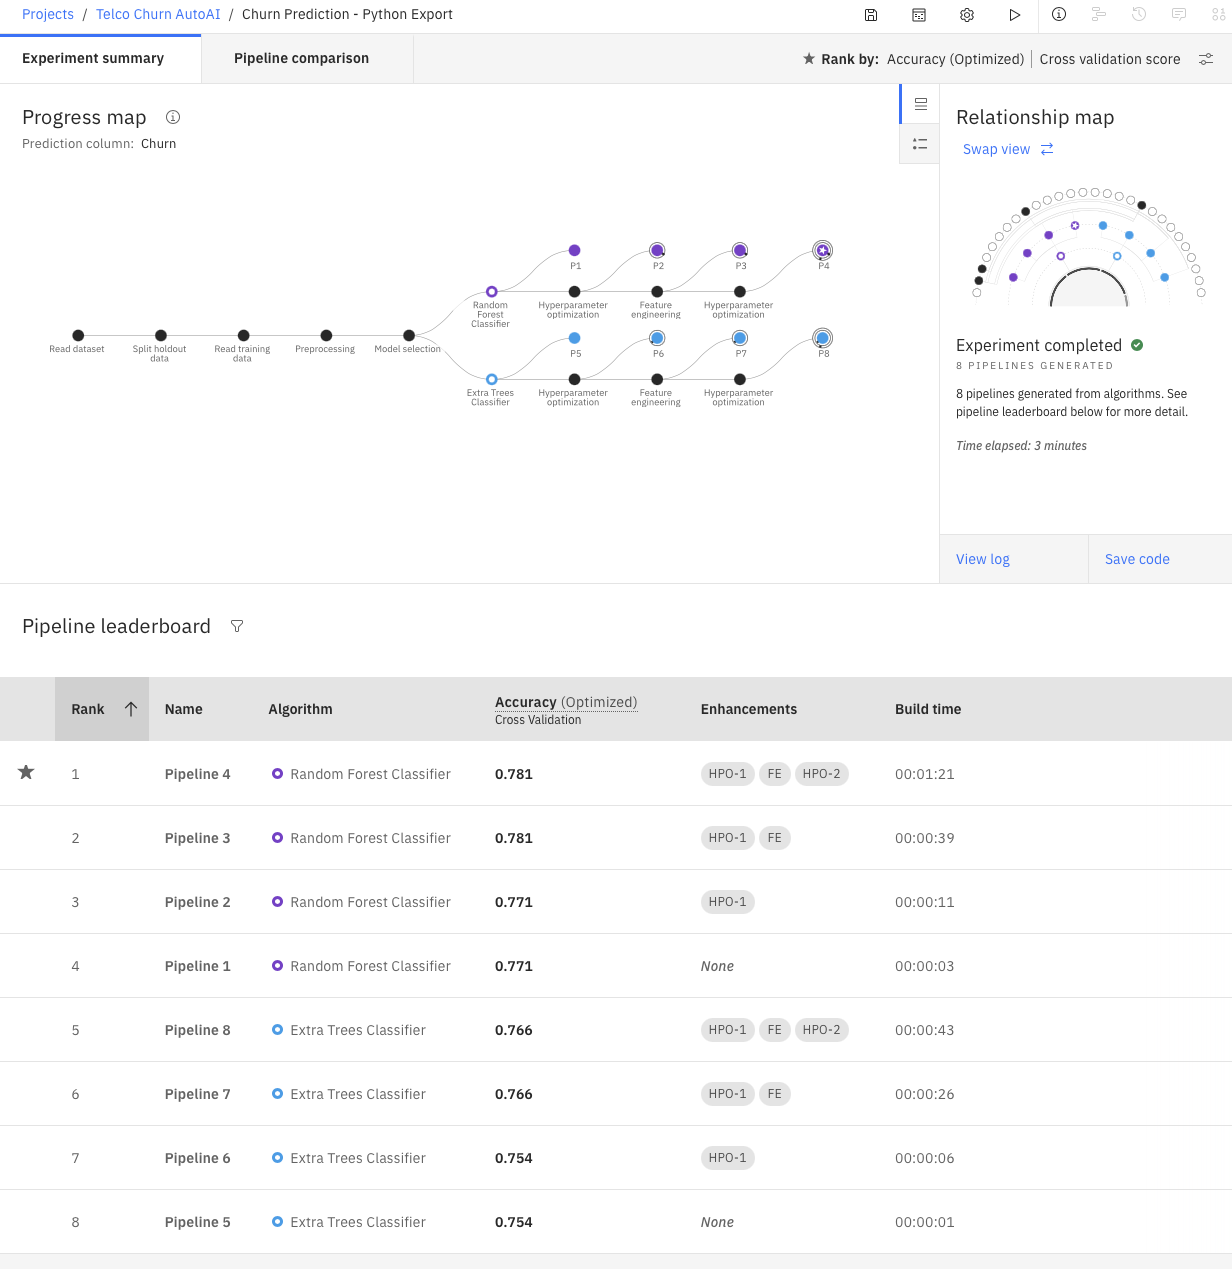 Projects / Telco Churn AutoAI / Churn Prediction - Python Export
Experiment summary
Pipeline comparison
★ Rank by: Accuracy (Optimized) | Cross validation score
Progress map
Prediction column: Churn
P1
P2
P3
P4
Random
Forest
Classifier
Hyperparameter
optimization
Feature
engineering
Hyperparameter
optimization
Read dataset
Split holdout
data
Read training
data
Preprocessing
Model selection
P5
P6
P7
P8
Extra Trees
Classifier
Hyperparameter
optimization
Feature
engineering
Hyperparameter
optimization
Relationship map
Swap view
Experiment completed
8 PIPELINES GENERATED
8 pipelines generated from algorithms. See
pipeline leaderboard below for more detail.
Time elapsed: 3 minutes
View log
Save code
Pipeline leaderboard
Rank Name Algorithm Accuracy (Optimized) Enhancements Build time
Cross Validation
1 Pipeline 4 Random Forest Classifier 0.781 HPO-1 FE HPO-2 00:01:21
2 Pipeline 3 Random Forest Classifier 0.781 HPO-1 FE 00:00:39
3 Pipeline 2 Random Forest Classifier 0.771 HPO-1 00:00:11
4 Pipeline 1 Random Forest Classifier 0.771 None 00:00:03
5 Pipeline 8 Extra Trees Classifier 0.766 HPO-1 FE HPO-2 00:00:43
6 Pipeline 7 Extra Trees Classifier 0.766 HPO-1 FE 00:00:26
7 Pipeline 6 Extra Trees Classifier 0.754 HPO-1 00:00:06
8 Pipeline 5 Extra Trees Classifier 0.754 None 00:00:01